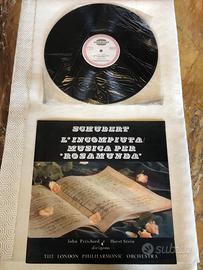 SCHUBERT
L'INCOMPIUTA
MUSICA PER
"ROSAMUNDA"
John Pritchard e Horst Stein
dirigono
THE LONDON PHILHARMONIC ORCHESTRA
subito